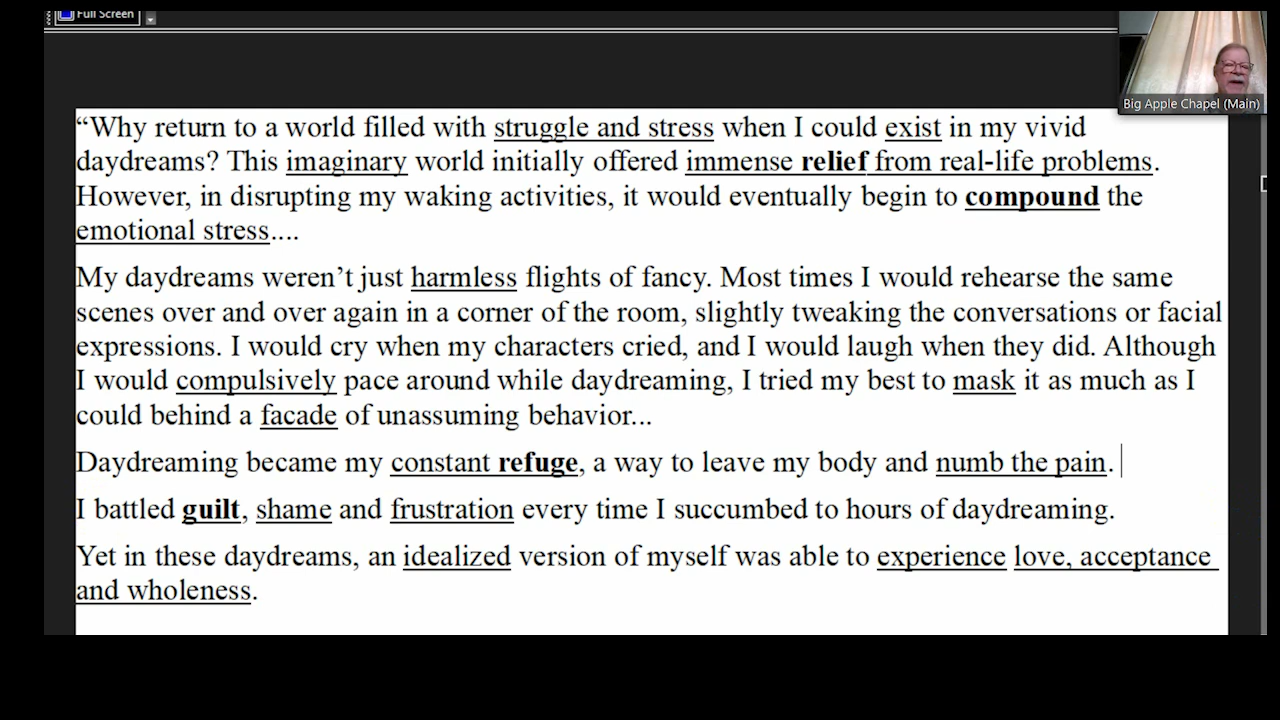 Full Screen
Big Apple Chapel (Main)
“Why return to a world filled with struggle and stress when I could exist in my vivid
daydreams? This imaginary world initially offered immense relief from real-life problems.
However, in disrupting my waking activities, it would eventually begin to compound the
emotional stress....
My daydreams weren’t just harmless flights of fancy. Most times I would rehearse the same
scenes over and over again in a corner of the room, slightly tweaking the conversations or facial
expressions. I would cry when my characters cried, and I would laugh when they did. Although
I would compulsively pace around while daydreaming, I tried my best to mask it as much as I
could behind a facade of unassuming behavior...
Daydreaming became my constant refuge, a way to leave my body and numb the pain.
I battled guilt, shame and frustration every time I succumbed to hours of daydreaming.
Yet in these daydreams, an idealized version of myself was able to experience love, acceptance
and wholeness.